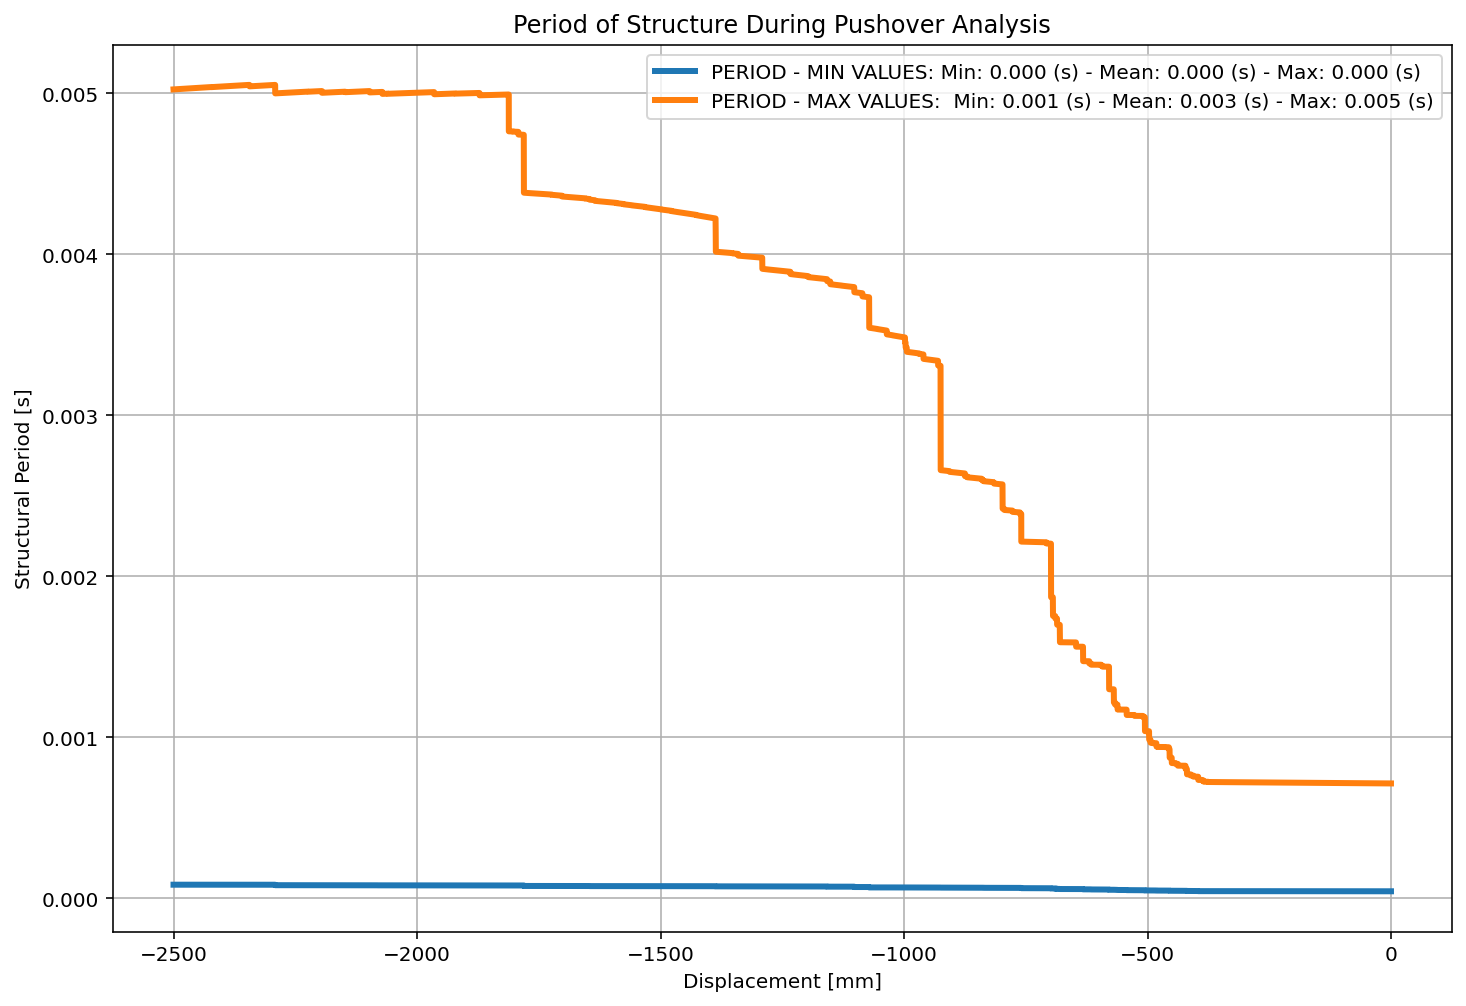 Period of Structure During Pushover Analysis
PERIOD - MIN VALUES: Min: 0.000 (s) - Mean: 0.000 (s) - Max: 0.000 (s)
PERIOD - MAX VALUES:  Min: 0.001 (s) - Mean: 0.003 (s) - Max: 0.005 (s)
Structural Period [s]
0.005
0.004
0.003
0.002
0.001
0.000
−2500 −2000 −1500 −1000 −500 0
Displacement [mm]